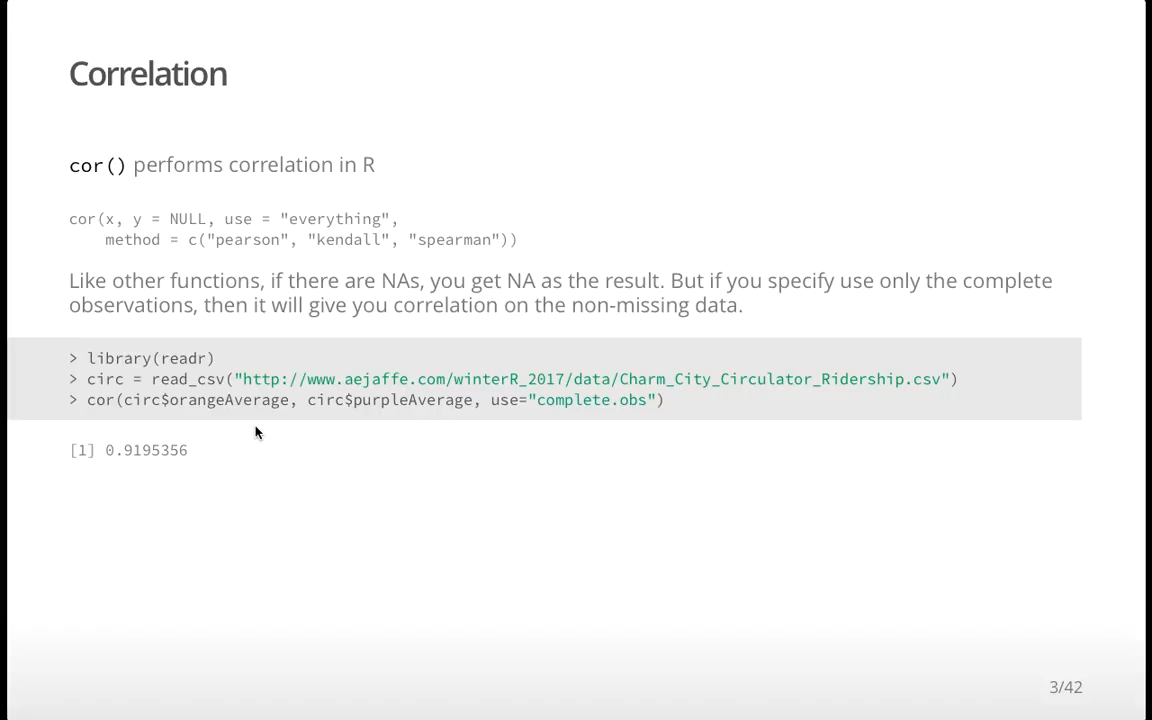 Correlation
cor() performs correlation in R
cor(x, y = NULL, use = "everything",
    method = c("pearson", "kendall", "spearman"))
Like other functions, if there are NAs, you get NA as the result. But if you specify use only the complete
observations, then it will give you correlation on the non-missing data.
> library(readr)
> circ = read_csv("http://www.aejaffe.com/winterR_2017/data/Charm_City_Circulator_Ridership.csv")
> cor(circ$orangeAverage, circ$purpleAverage, use="complete.obs")
[1] 0.9195356
3/42